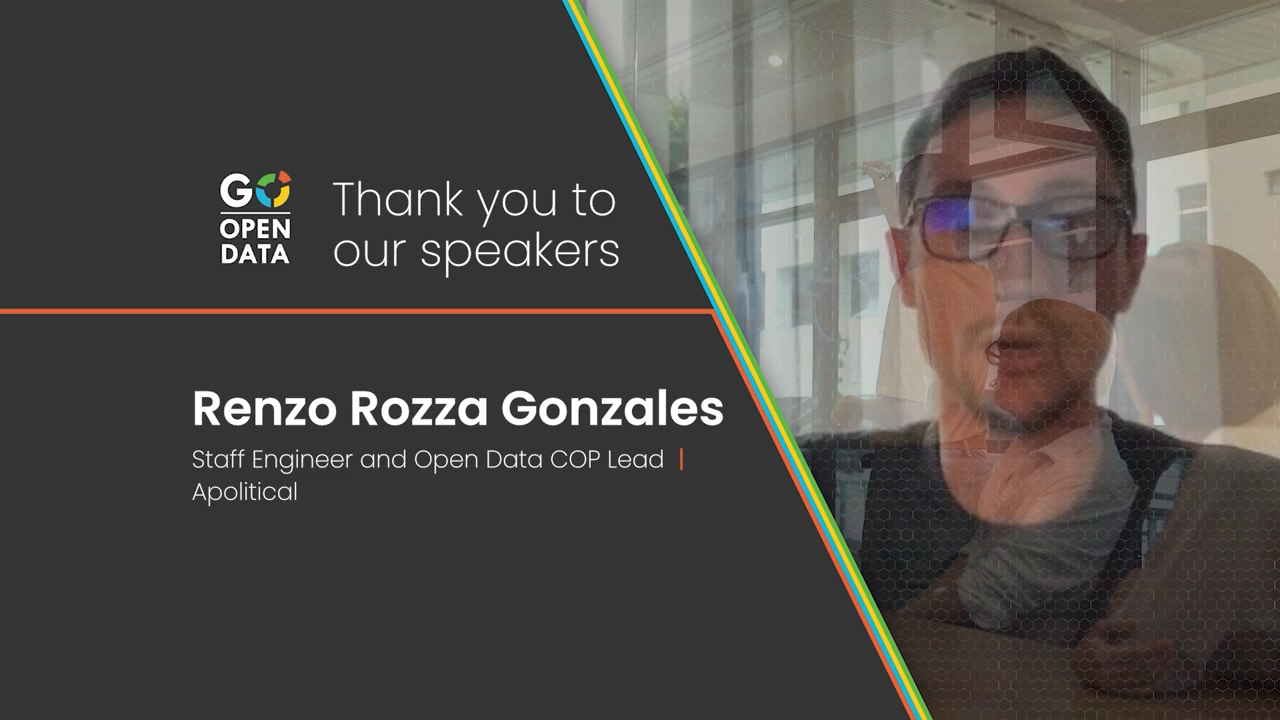 GO
OPEN
DATA
Thank you to
our speakers
Renzo Rozza Gonzales
Staff Engineer and Open Data COP Lead |
Apolitical